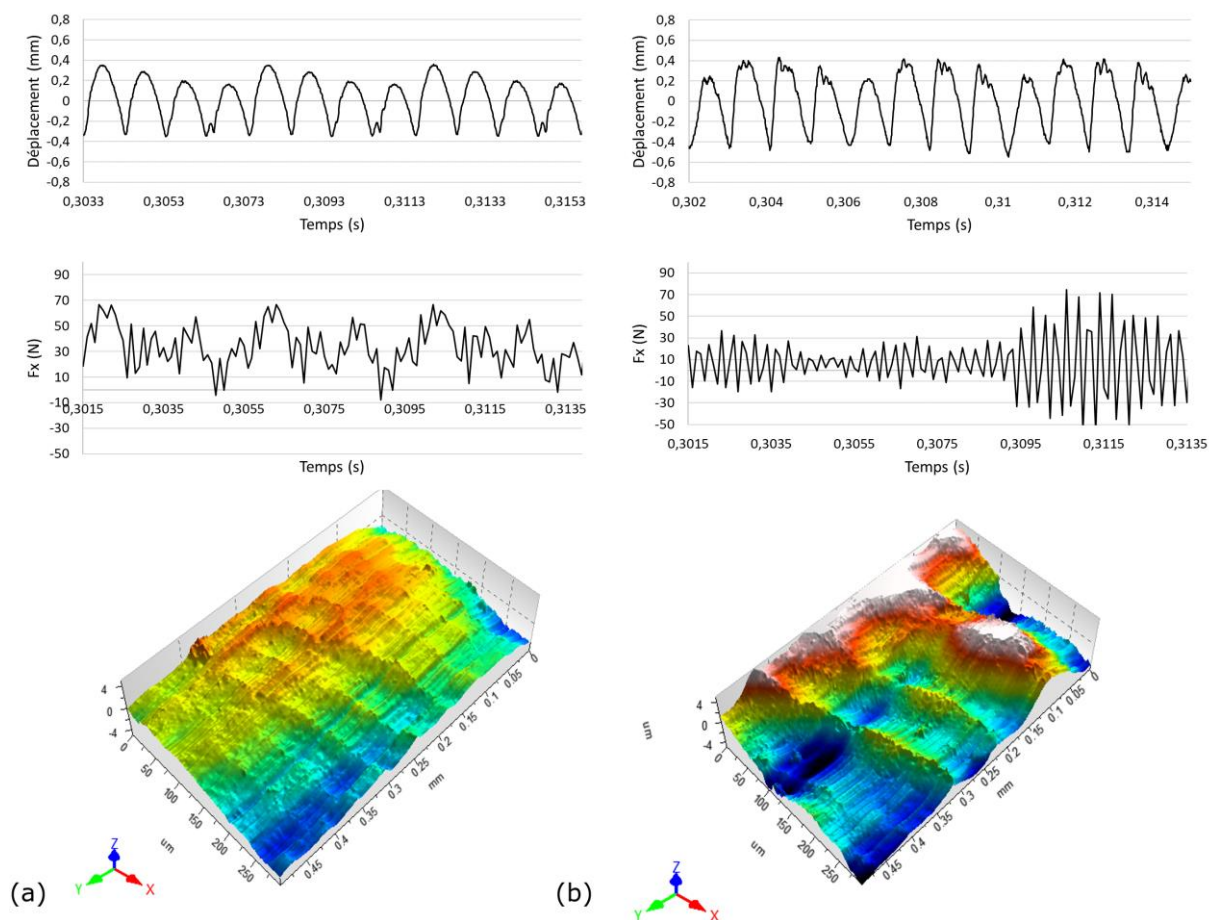 0,8
0,6
0,4
0,2
0
-0,2
-0,4
-0,6
-0,8
Déplacement (mm)
0,3033 0,3053 0,3073 0,3093 0,3113 0,3133 0,3153
Temps (s)
0,8
0,6
0,4
0,2
0
-0,2
-0,4
-0,6
-0,8
Déplacement (mm)
0,302 0,304 0,306 0,308 0,31 0,312 0,314
Temps (s)
90
70
50
30
10
-10
-30
-50
Fx (N)
0,3015 0,3035 0,3055 0,3075 0,3095 0,3115 0,3135
Temps (s)
90
70
50
30
10
-10
-30
-50
Fx (N)
0,3015 0,3035 0,3055 0,3075 0,3095 0,3115 0,3135
Temps (s)
4
0
-4
0 50 100 150 200 250
um
0.45 0.4 0.35 0.3 0.25 0.2 0.15 0.1 0.05 0
mm
Z
Y X
(a)
um
4
0
-4
0 50 100 150 200 250
um
0.45 0.4 0.35 0.3 0.25 0.2 0.15 0.1 0.05 0
mm
Z
Y X
(b)